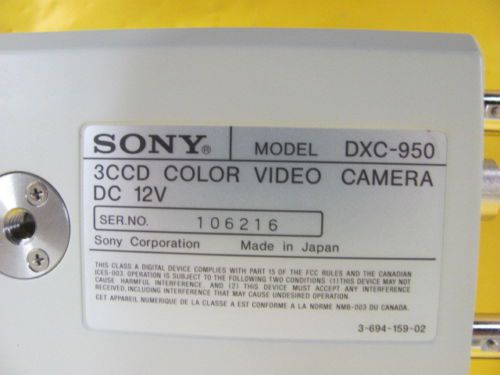 SONY® MODEL DXC-950
3CCD COLOR VIDEO CAMERA
DC 12V
SER.NO. 106216
Sony Corporation Made in Japan
THIS CLASS A DIGITAL DEVICE COMPLIES WITH PART 15 OF THE FCC RULES AND THE CANADIAN
ICES-003. OPERATION IS SUBJECT TO THE FOLLOWING TWO CONDITIONS: (1) THIS DEVICE MAY NOT
CAUSE HARMFUL INTERFERENCE, AND (2) THIS DEVICE MUST ACCEPT ANY INTERFERENCE
RECEIVED, INCLUDING INTERFERENCE THAT MAY CAUSE UNDESIRED OPERATION.
CET APPAREIL NUMERIQUE DE LA CLASSE A EST CONFORME A LA NORME NMB-003 DU CANADA.
3-694-159-02